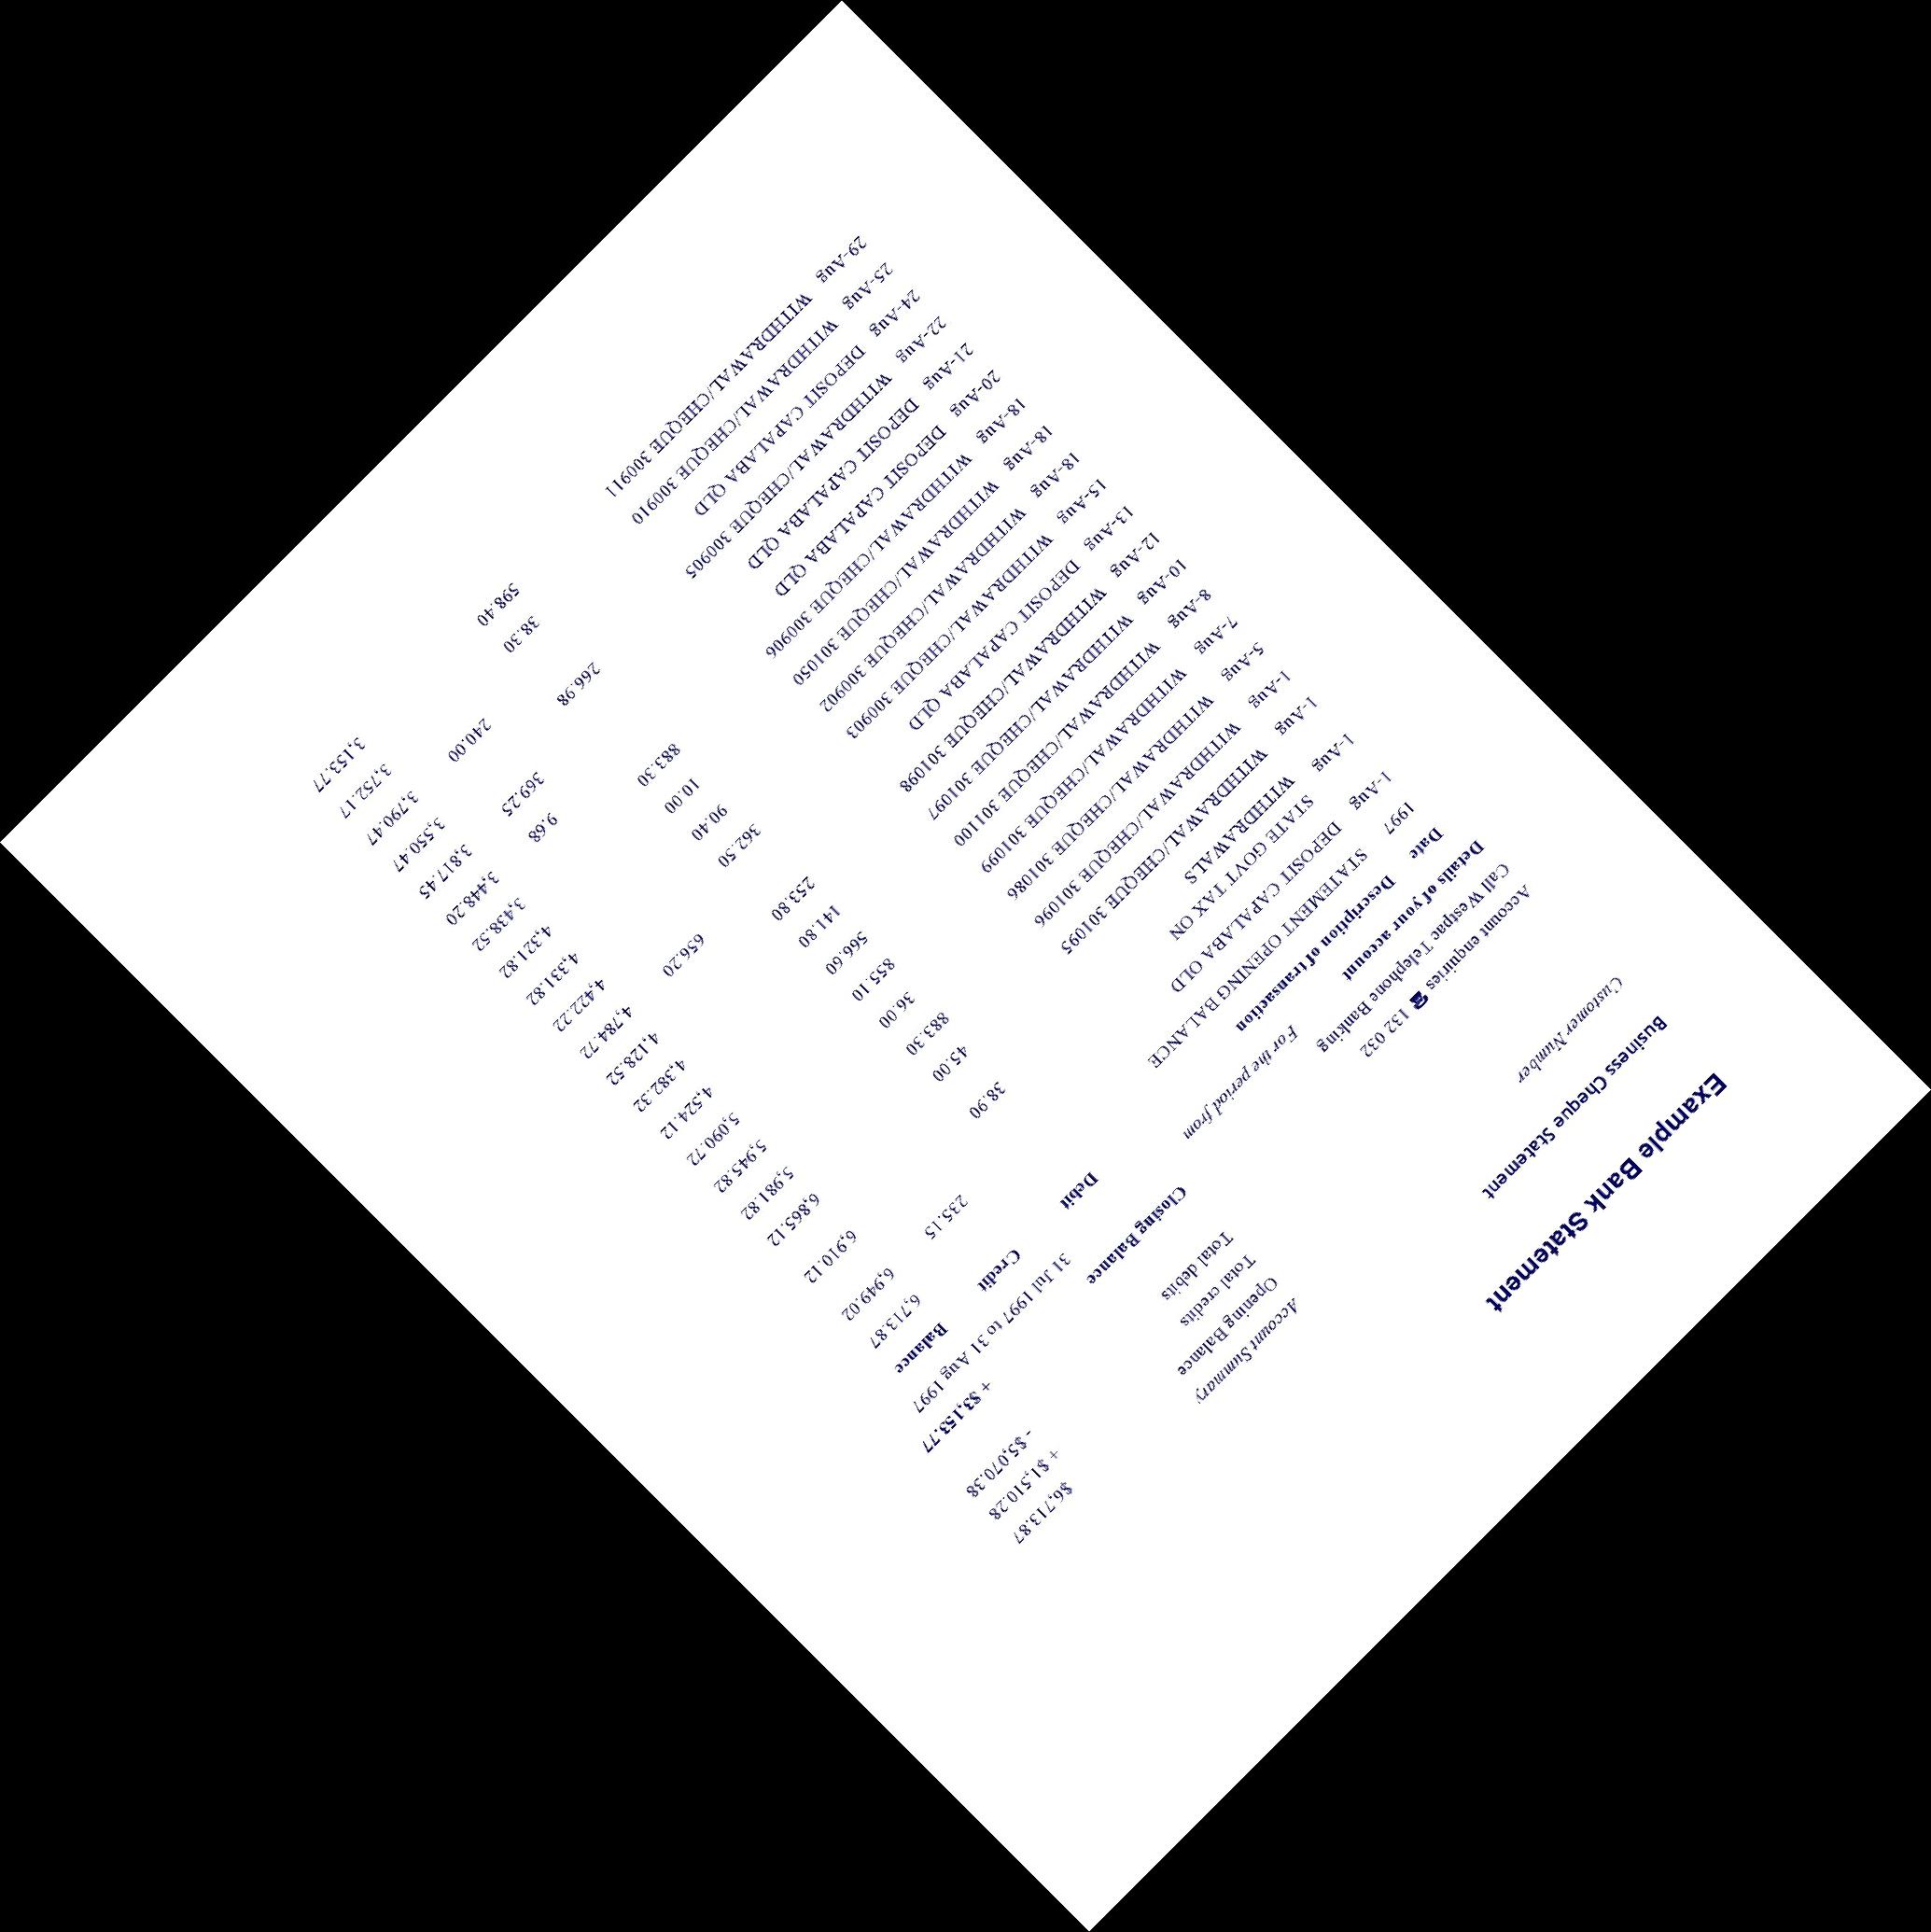 Example Bank Statement
Business Cheque Statement
Customer Number
Account Summary
Opening Balance $6,713.87
Total credits + $1,510.28
Total debits - $5,070.38
Closing Balance + $3,153.77
Account enquiries ☎ 132 032
Call Westpac Telephone Banking
For the period from 31 Jul 1997 to 31 Aug 1997
Details of your account
Date Description of transaction Debit Credit Balance
1997 STATEMENT OPENING BALANCE 6,713.87
1-Aug DEPOSIT CAPALABA QLD 235.15 6,949.02
1-Aug STATE GOVT TAX ON
WITHDRAWALS 38.90 6,910.12
1-Aug WITHDRAWAL/CHEQUE 301095 45.00 6,865.12
1-Aug WITHDRAWAL/CHEQUE 301096 883.30 5,981.82
5-Aug WITHDRAWAL/CHEQUE 301086 36.00 5,945.82
7-Aug WITHDRAWAL/CHEQUE 301099 855.10 5,090.72
8-Aug WITHDRAWAL/CHEQUE 301100 566.60 4,524.12
10-Aug WITHDRAWAL/CHEQUE 301097 141.80 4,382.32
12-Aug WITHDRAWAL/CHEQUE 301098 253.80 4,128.52
13-Aug DEPOSIT CAPALABA QLD 656.20 4,784.72
15-Aug WITHDRAWAL/CHEQUE 300903 362.50 4,422.22
18-Aug WITHDRAWAL/CHEQUE 300902 90.40 4,331.82
18-Aug WITHDRAWAL/CHEQUE 301050 10.00 4,321.82
18-Aug WITHDRAWAL/CHEQUE 300906 883.30 3,438.52
20-Aug DEPOSIT CAPALABA QLD 9.68 3,448.20
21-Aug DEPOSIT CAPALABA QLD 369.25 3,817.45
22-Aug WITHDRAWAL/CHEQUE 300905 266.98 3,550.47
24-Aug DEPOSIT CAPALABA QLD 240.00 3,790.47
25-Aug WITHDRAWAL/CHEQUE 300910 38.30 3,752.17
29-Aug WITHDRAWAL/CHEQUE 300911 598.40 3,153.77